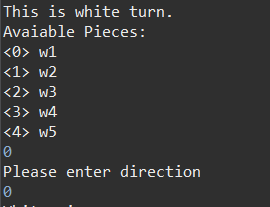 This is white turn.
Avaiable Pieces:
<0> w1
<1> w2
<2> w3
<3> w4
<4> w5
0
Please enter direction
0